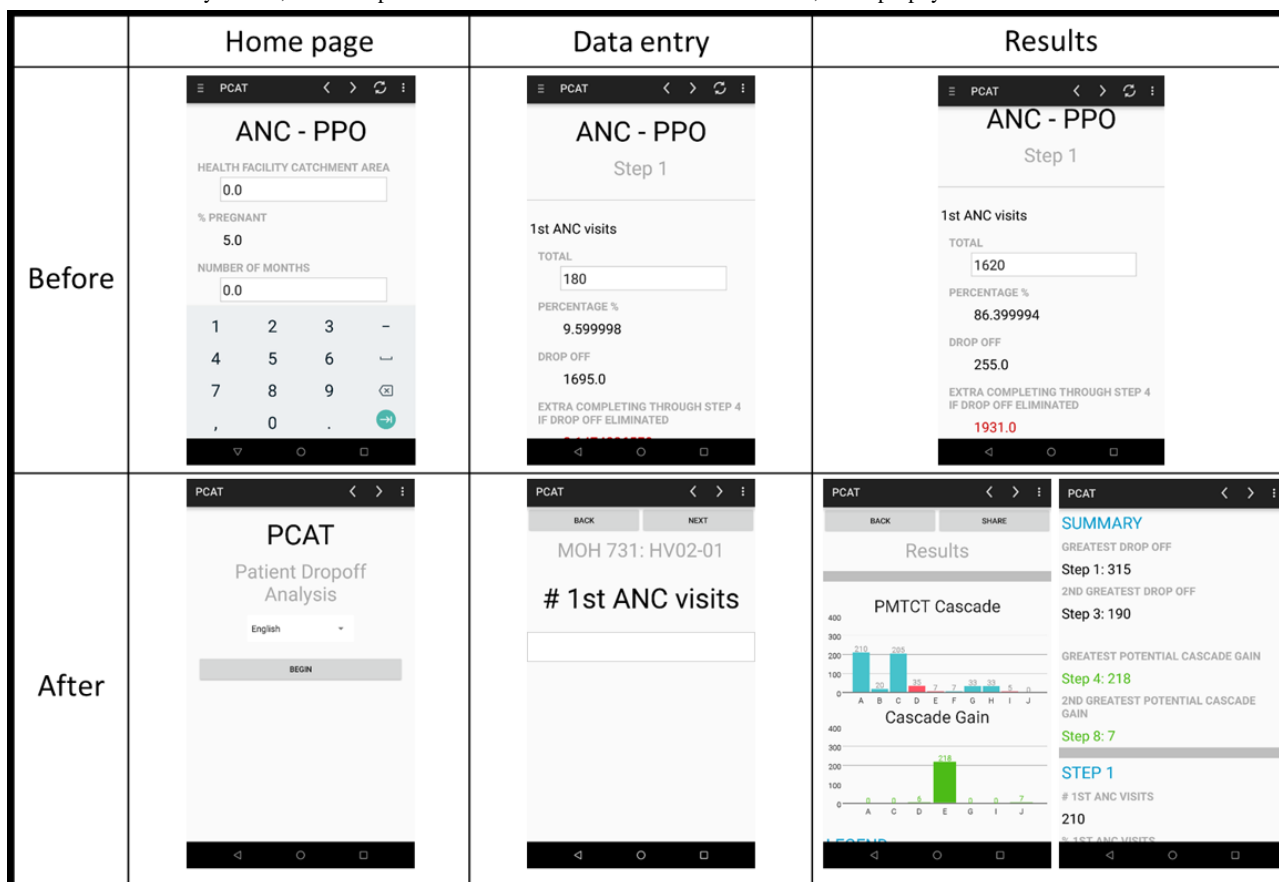 Home page
Data entry
Results
Before
PCAT
ANC - PPO
HEALTH FACILITY CATCHMENT AREA
0.0
% PREGNANT
5.0
NUMBER OF MONTHS
0.0
1 2 3 –
4 5 6
7 8 9
, 0 .
PCAT
ANC - PPO
Step 1
1st ANC visits
TOTAL
180
PERCENTAGE %
9.599998
DROP OFF
1695.0
EXTRA COMPLETING THROUGH STEP 4
IF DROP OFF ELIMINATED
PCAT
ANC - PPO
Step 1
1st ANC visits
TOTAL
1620
PERCENTAGE %
86.399994
DROP OFF
255.0
EXTRA COMPLETING THROUGH STEP 4
IF DROP OFF ELIMINATED
1931.0
After
PCAT
PCAT
Patient Dropoff
Analysis
English
BEGIN
PCAT
BACK NEXT
MOH 731: HV02-01
# 1st ANC visits
PCAT
BACK SHARE
Results
PMTCT Cascade
400
300
200
100
0
210 20 205 35 7 7 33 33 5 0
A B C D E F G H I J
Cascade Gain
400
300
200
100
0
0 0 5 218 0 0 7
A C D E G I J
LEGEND
PCAT
SUMMARY
GREATEST DROP OFF
Step 1: 315
2ND GREATEST DROP OFF
Step 3: 190
GREATEST POTENTIAL CASCADE GAIN
Step 4: 218
2ND GREATEST POTENTIAL CASCADE
GAIN
Step 8: 7
STEP 1
# 1ST ANC VISITS
210
% 1ST ANC VISITS